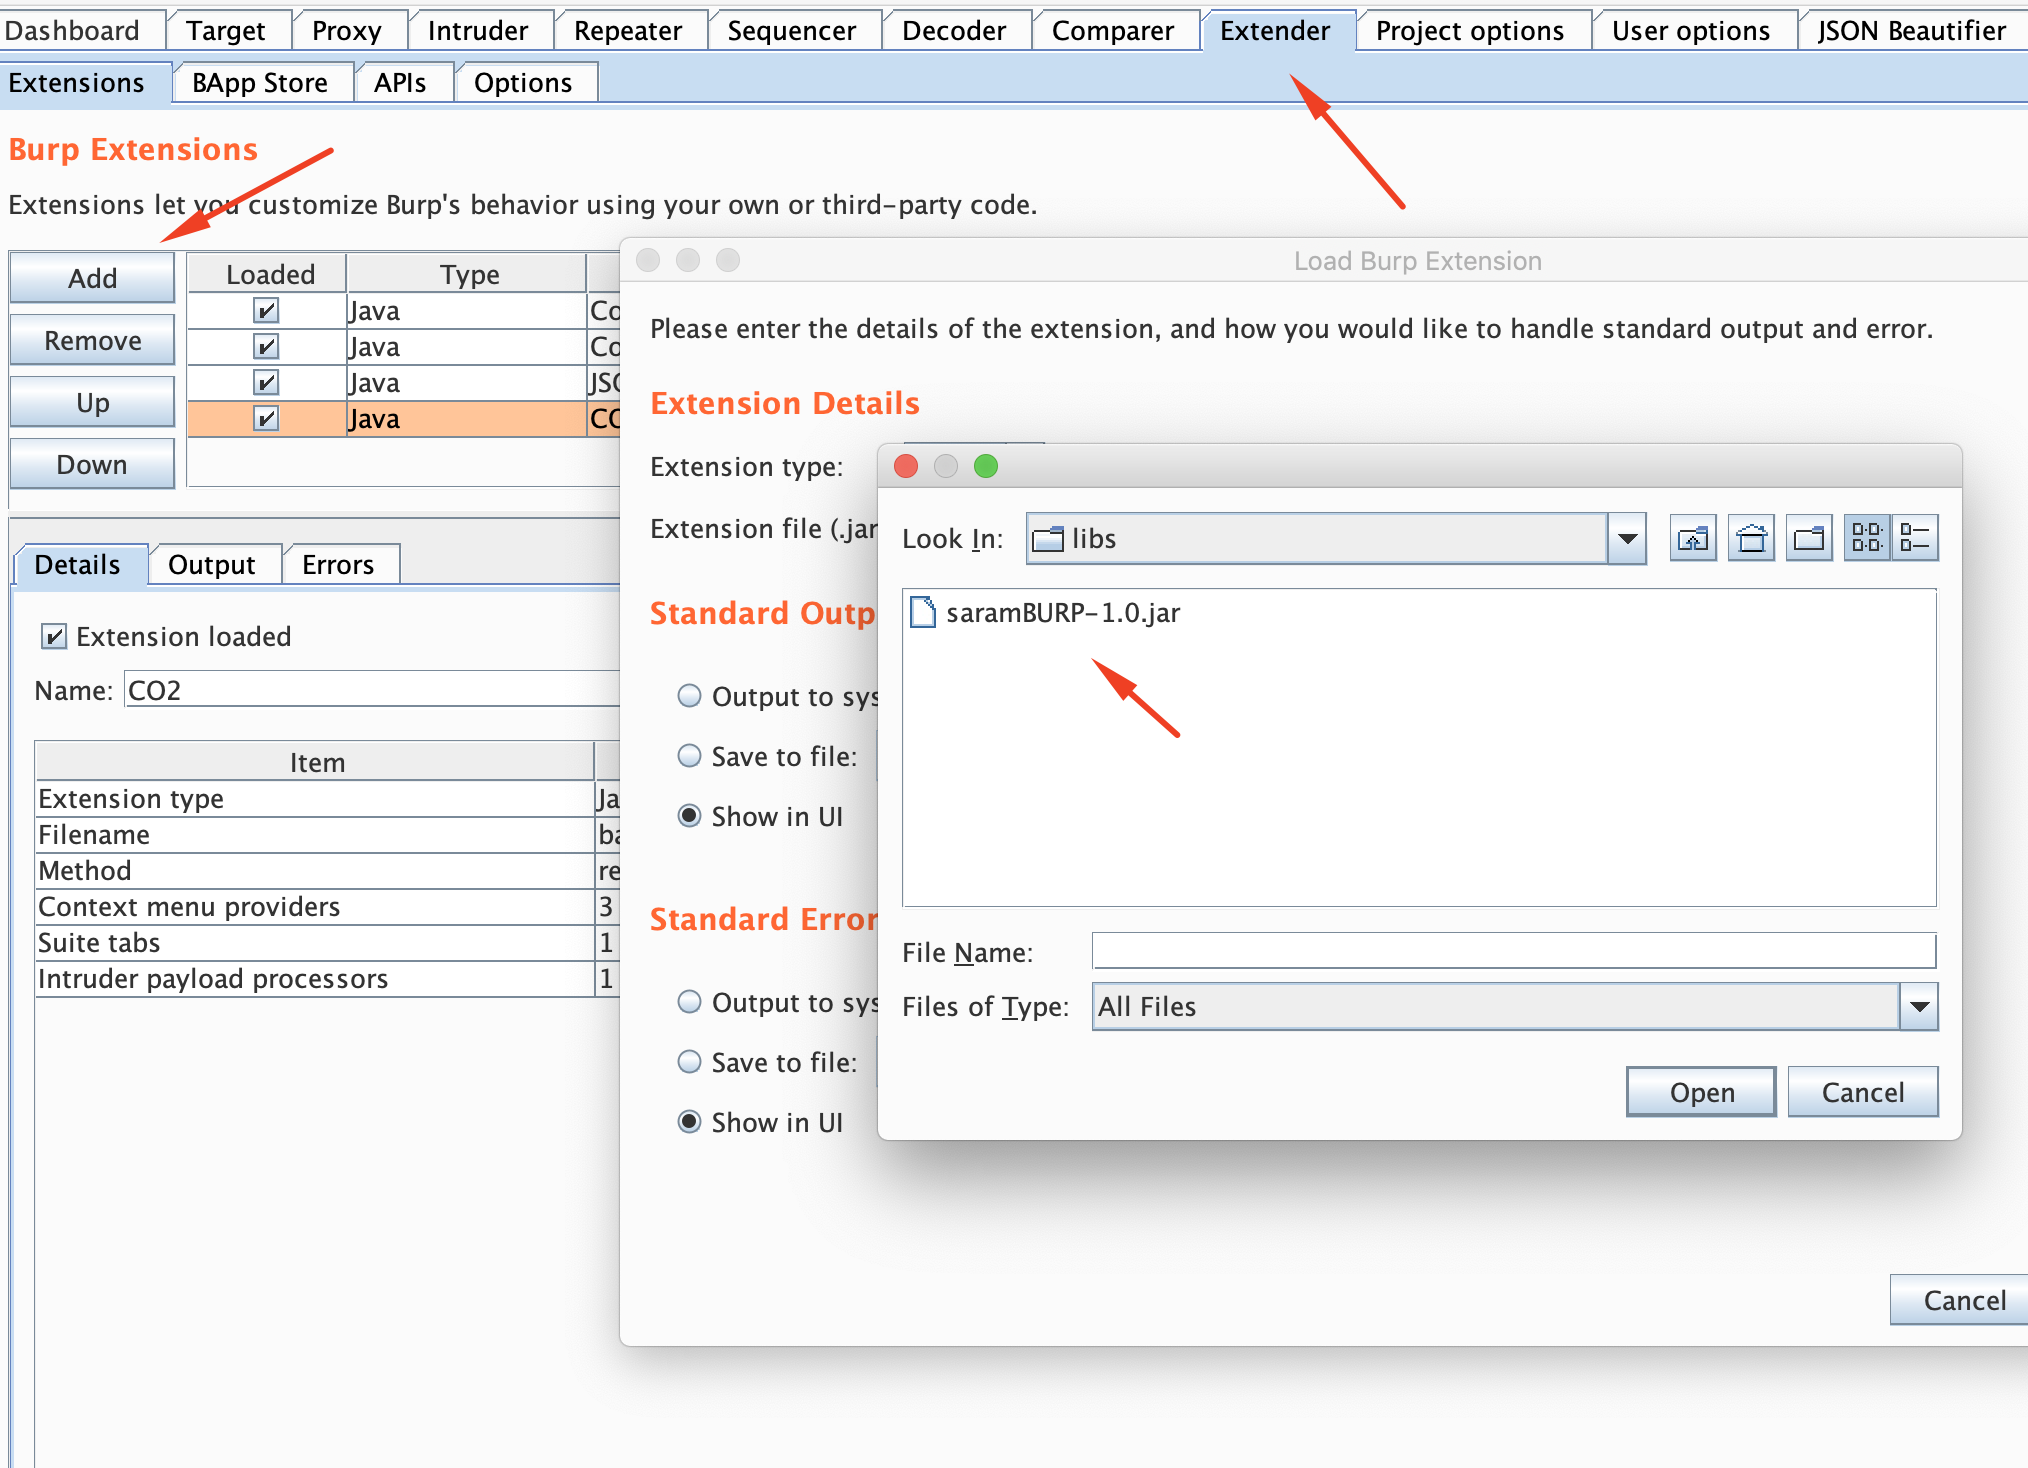 Dashboard Target Proxy Intruder Repeater Sequencer Decoder Comparer Extender Project options User options JSON Beautifier
Extensions BApp Store APIs Options
Burp Extensions
Extensions let you customize Burp's behavior using your own or third-party code.
Add
Remove
Up
Down
Loaded Type
Java Co
Java Co
Java JSO
Java CO
Details Output Errors
Extension loaded
Name: CO2
Item
Extension type Ja
Filename ba
Method re
Context menu providers 3
Suite tabs 1
Intruder payload processors 1
Load Burp Extension
Please enter the details of the extension, and how you would like to handle standard output and error.
Extension Details
Extension type:
Extension file (.jar
Standard Outp
Output to sys
Save to file:
Show in UI
Standard Error
Output to sys
Save to file:
Show in UI
Cancel
Look In: libs
saramBURP-1.0.jar
File Name:
Files of Type: All Files
Open Cancel